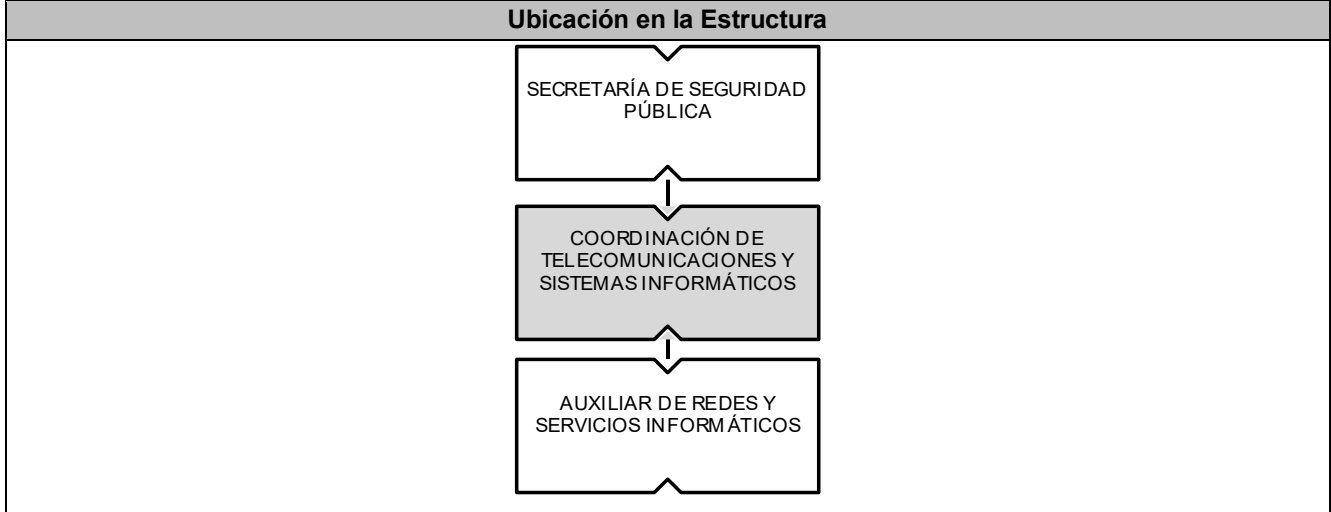 Ubicación en la Estructura
SECRETARÍA DE SEGURIDAD
PÚBLICA
COORDINACIÓN DE
TELECOMUNICACIONES Y
SISTEMAS INFORMÁTICOS
AUXILIAR DE REDES Y
SERVICIOS INFORMÁTICOS